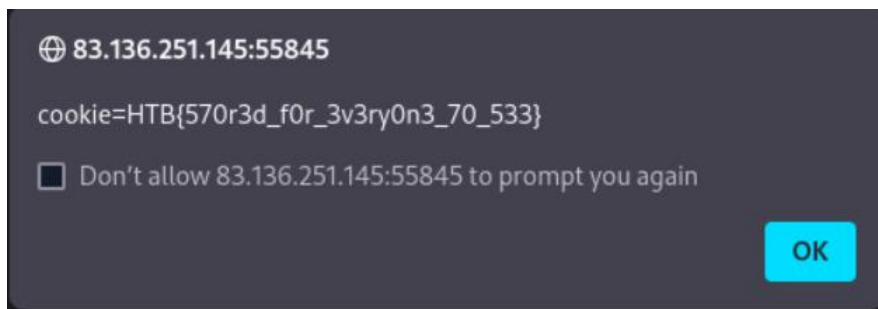 83.136.251.145:55845
cookie=HTB{570r3d_f0r_3v3ry0n3_70_533}
Don't allow 83.136.251.145:55845 to prompt you again
OK